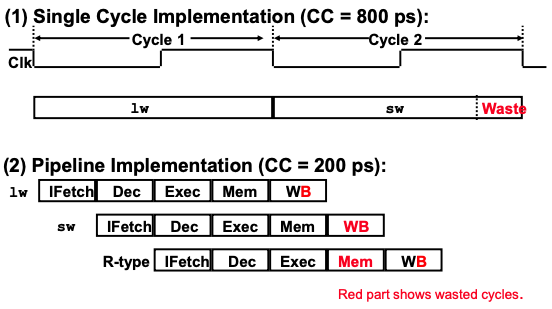 (1) Single Cycle Implementation (CC = 800 ps):
Cycle 1 Cycle 2
Clk
lw sw Waste
(2) Pipeline Implementation (CC = 200 ps):
lw IFetch Dec Exec Mem WB
sw IFetch Dec Exec Mem WB
R-type IFetch Dec Exec Mem WB
Red part shows wasted cycles.